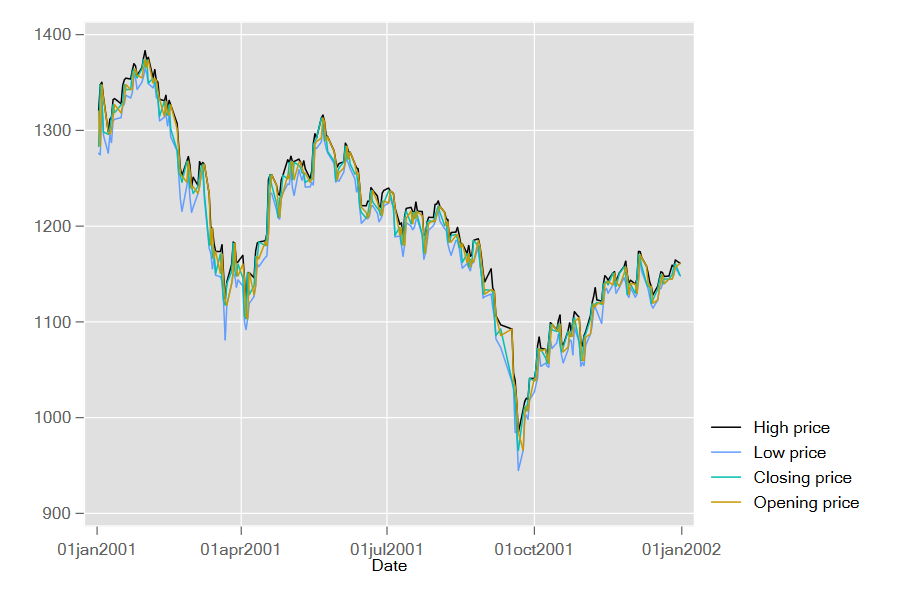 1400
1300
1200
1100
1000
900
01jan2001 01apr2001 01jul2001 01oct2001 01jan2002
Date
High price
Low price
Closing price
Opening price